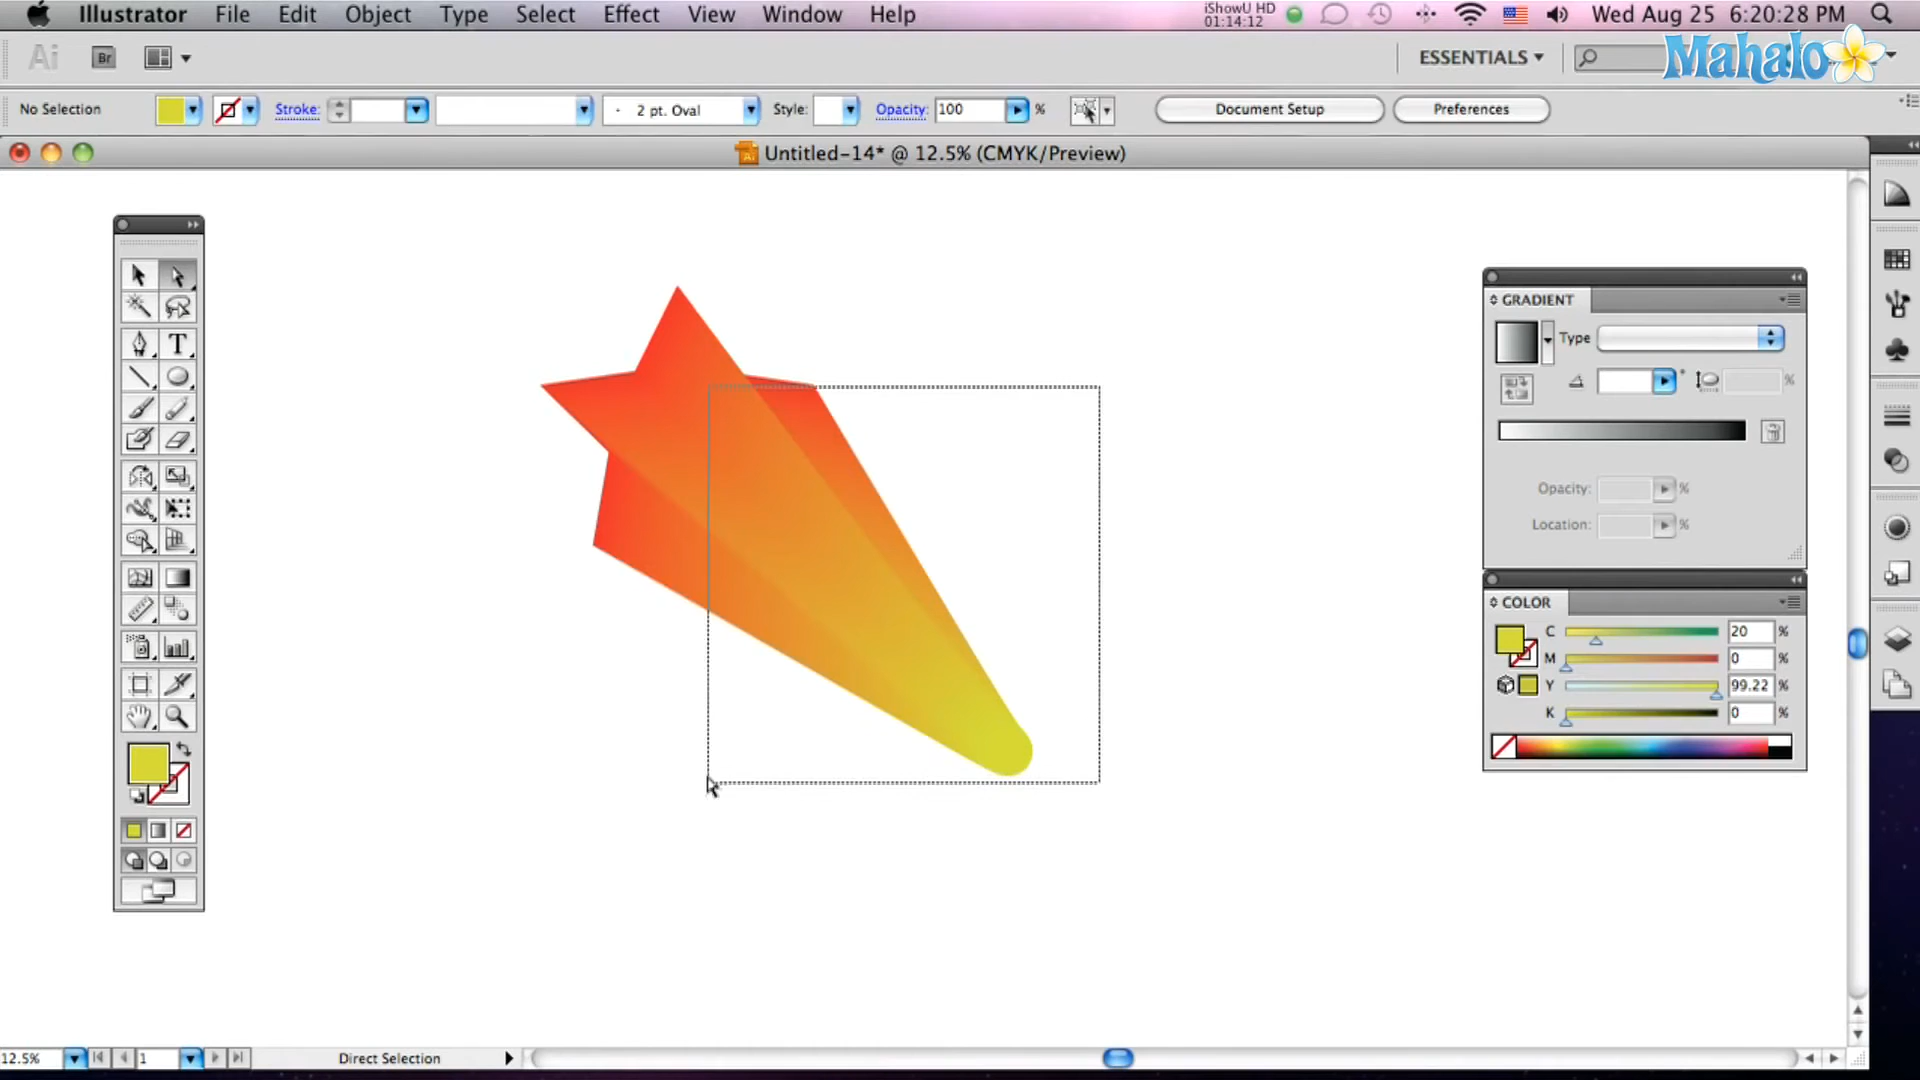 Illustrator File Edit Object Type Select Effect View Window Help iShowU HD 01:14:12 Wed Aug 25 6:20:28 PM
Ai Br ESSENTIALS Mahalo
No Selection Stroke: 2 pt. Oval Style: Opacity: 100 % Document Setup Preferences
Untitled-14* @ 12.5% (CMYK/Preview)
GRADIENT
Type
°
%
Opacity: %
Location: %
COLOR
C 20 %
M 0 %
Y 99.22 %
K 0 %
T
12.5% 1 Direct Selection